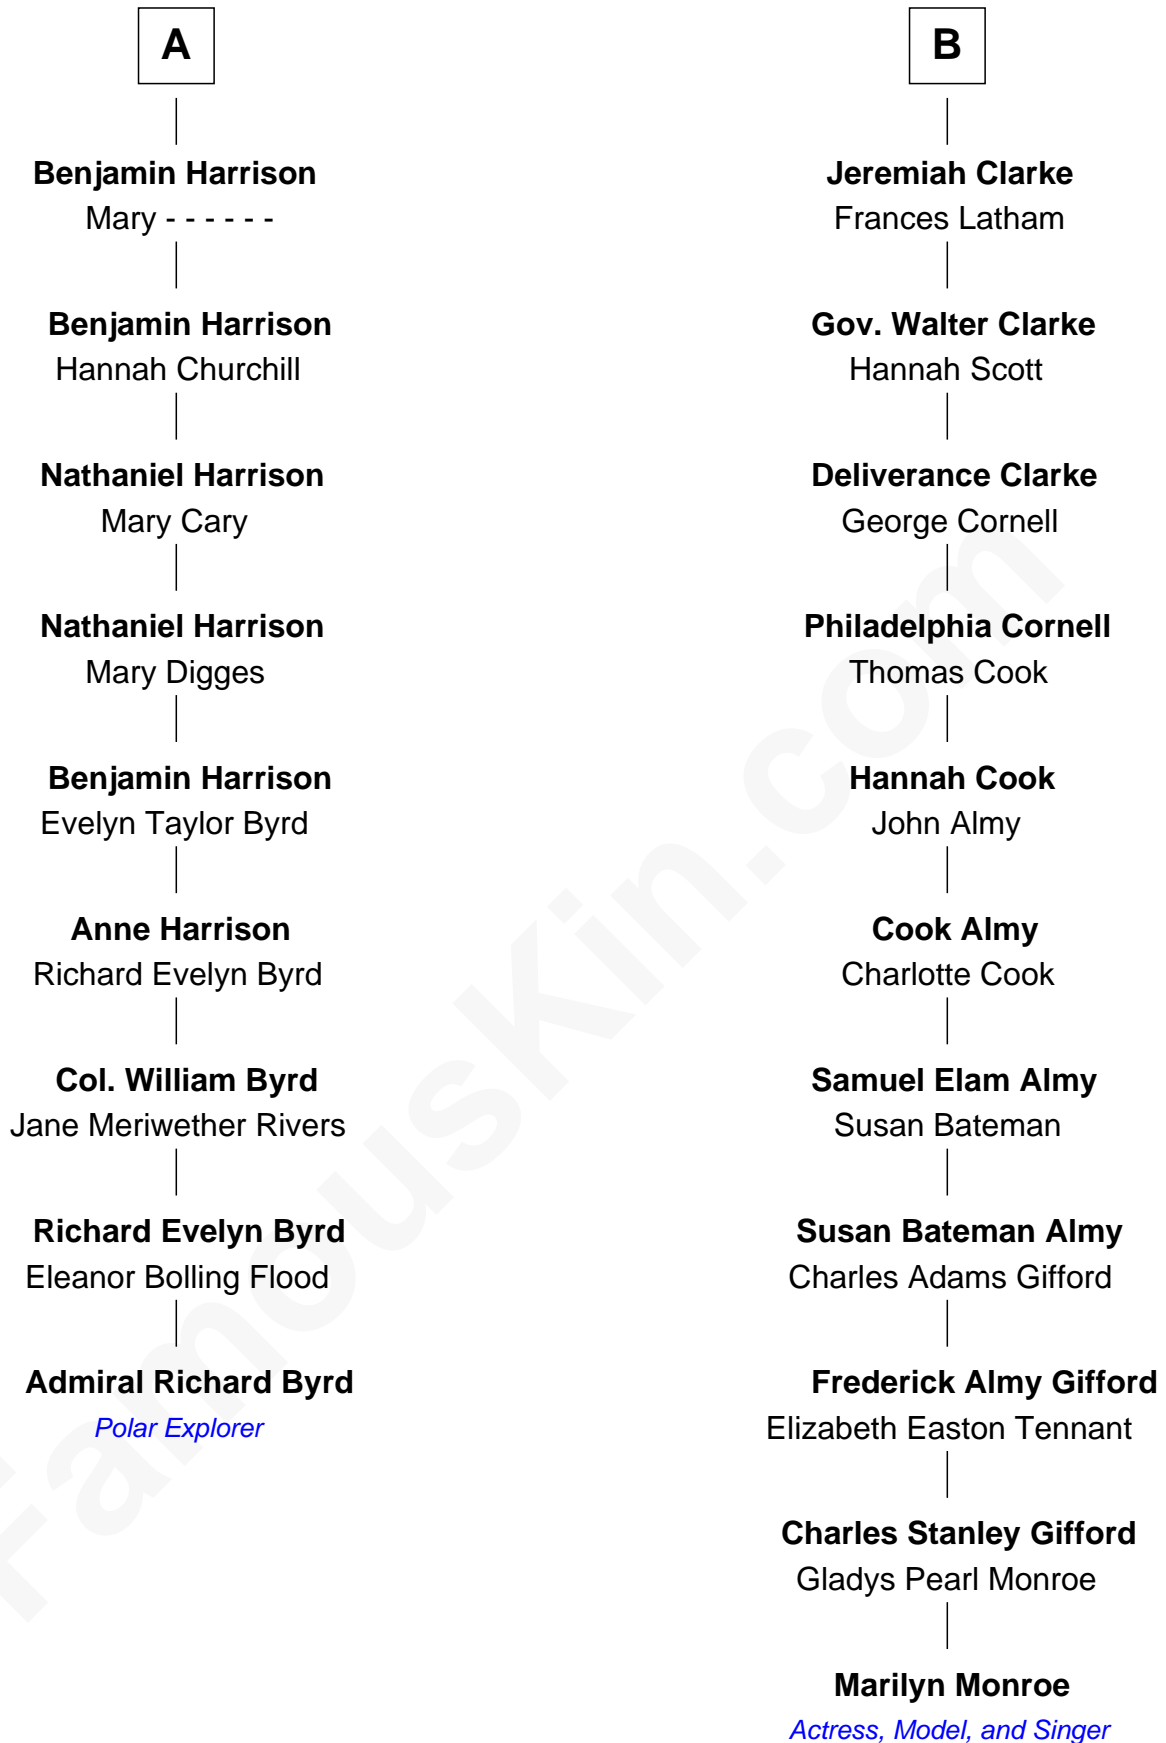 A
Benjamin Harrison
Mary - - - - - -
Benjamin Harrison
Hannah Churchill
Nathaniel Harrison
Mary Cary
Nathaniel Harrison
Mary Digges
Benjamin Harrison
Evelyn Taylor Byrd
Anne Harrison
Richard Evelyn Byrd
Col. William Byrd
Jane Meriwether Rivers
Richard Evelyn Byrd
Eleanor Bolling Flood
Admiral Richard Byrd
Polar Explorer
B
Jeremiah Clarke
Frances Latham
Gov. Walter Clarke
Hannah Scott
Deliverance Clarke
George Cornell
Philadelphia Cornell
Thomas Cook
Hannah Cook
John Almy
Cook Almy
Charlotte Cook
Samuel Elam Almy
Susan Bateman
Susan Bateman Almy
Charles Adams Gifford
Frederick Almy Gifford
Elizabeth Easton Tennant
Charles Stanley Gifford
Gladys Pearl Monroe
Marilyn Monroe
Actress, Model, and Singer
FamousKin.com